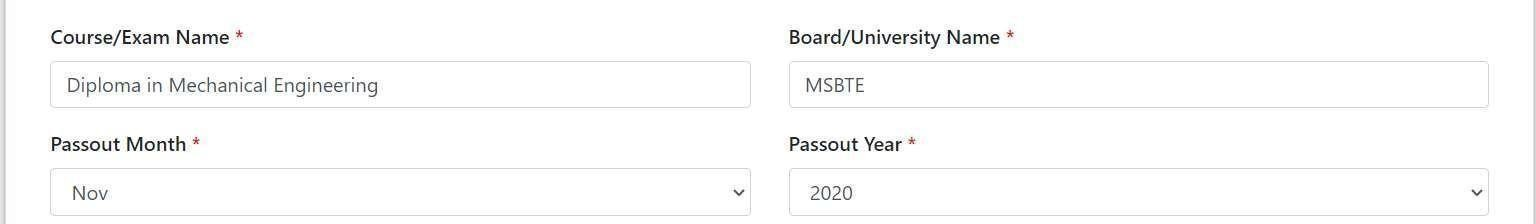 Course/Exam Name *
Board/University Name *
Diploma in Mechanical Engineering
MSBTE
Passout Month *
Passout Year *
Nov
2020